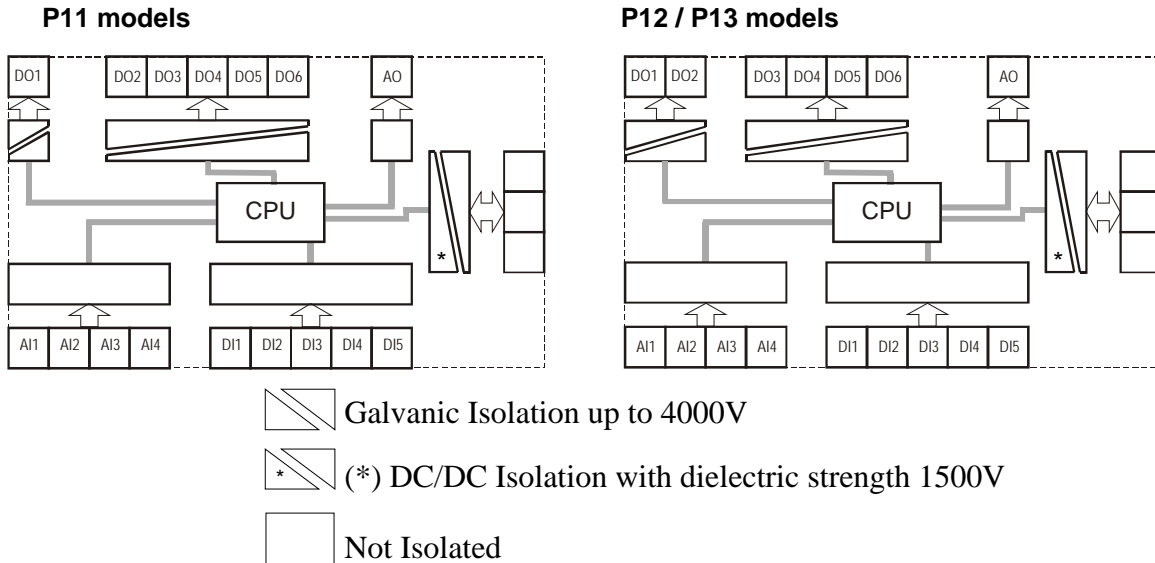 P11 models
P12 / P13 models
DO1 DO2 DO3 DO4 DO5 DO6 AO
DO1 DO2 DO3 DO4 DO5 DO6 AO
CPU
CPU
*
*
AI1 AI2 AI3 AI4 DI1 DI2 DI3 DI4 DI5
AI1 AI2 AI3 AI4 DI1 DI2 DI3 DI4 DI5
Galvanic Isolation up to 4000V
* (*) DC/DC Isolation with dielectric strength 1500V
Not Isolated